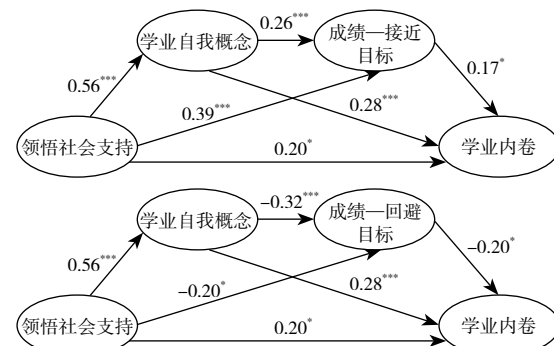 学业自我概念
0.26***
成绩—接近
目标
0.56***
0.39***
0.28***
0.17*
领悟社会支持
0.20*
学业内卷
学业自我概念
−0.32***
成绩—回避
目标
0.56***
−0.20*
0.28***
−0.20*
领悟社会支持
0.20*
学业内卷